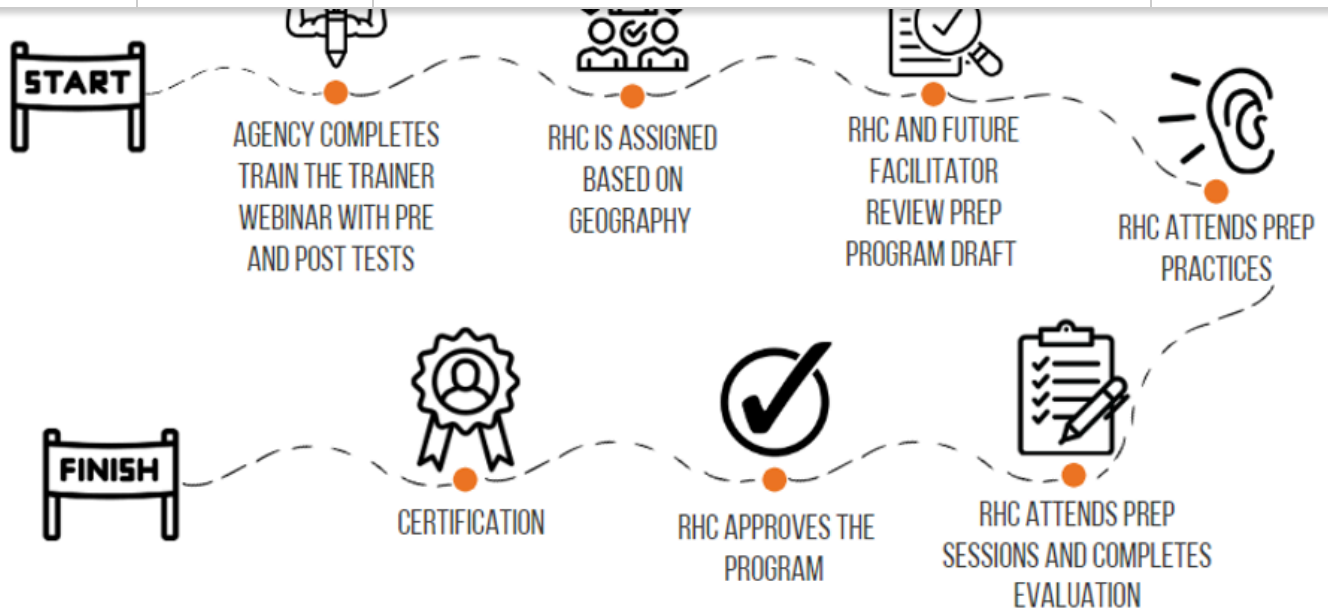 START
AGENCY COMPLETES
TRAIN THE TRAINER
WEBINAR WITH PRE
AND POST TESTS
RHC IS ASSIGNED
BASED ON
GEOGRAPHY
RHC AND FUTURE
FACILITATOR
REVIEW PREP
PROGRAM DRAFT
RHC ATTENDS PREP
PRACTICES
RHC ATTENDS PREP
SESSIONS AND COMPLETES
EVALUATION
RHC APPROVES THE
PROGRAM
CERTIFICATION
FINISH